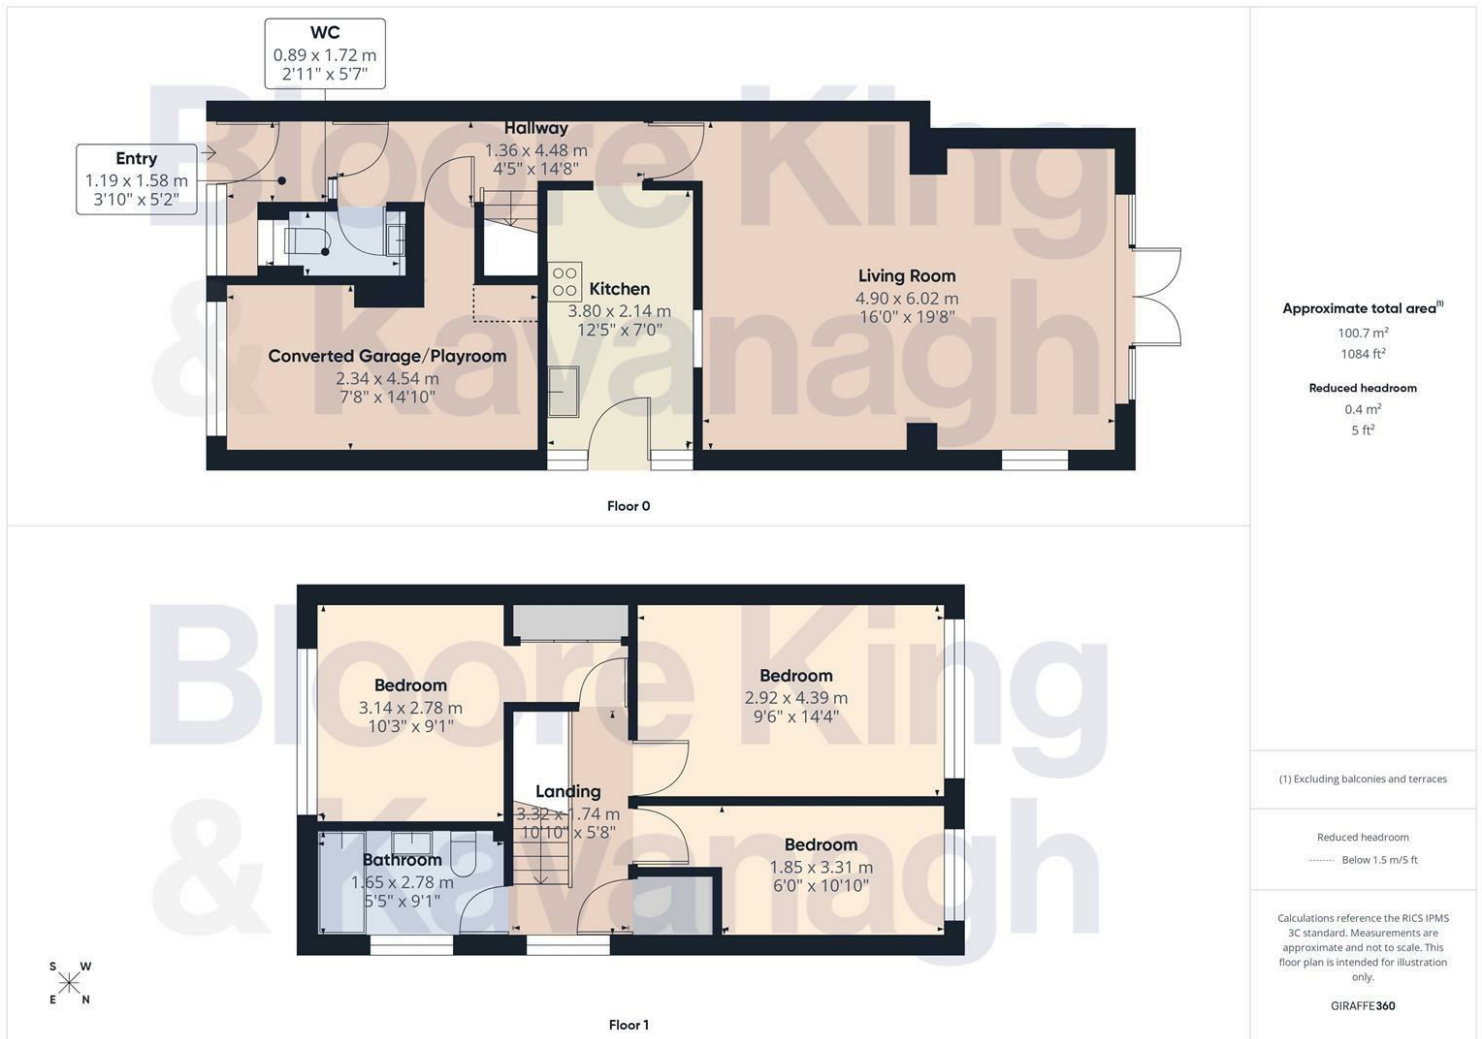 WC
0.89 x 1.72 m
2'11" x 5'7"
Entry
1.19 x 1.58 m
3'10" x 5'2"
Hallway
1.36 x 4.48 m
4'5" x 14'8"
Kitchen
3.80 x 2.14 m
12'5" x 7'0"
Living Room
4.90 x 6.02 m
16'0" x 19'8"
Converted Garage/Playroom
2.34 x 4.54 m
7'8" x 14'10"
Bloore King
& Kavanagh
Floor 0
Bedroom
3.14 x 2.78 m
10'3" x 9'1"
Bedroom
2.92 x 4.39 m
9'6" x 14'4"
Landing
3.32 x 1.74 m
10'10" x 5'8"
Bathroom
1.65 x 2.78 m
5'5" x 9'1"
Bedroom
1.85 x 3.31 m
6'0" x 10'10"
Bloore King
& Kavanagh
S W
E N
Floor 1
Approximate total area(1)
100.7 m²
1084 ft²
Reduced headroom
0.4 m²
5 ft²
(1) Excluding balconies and terraces
Reduced headroom
Below 1.5 m/5 ft
Calculations reference the RICS IPMS
3C standard. Measurements are
approximate and not to scale. This
floor plan is intended for illustration
only.
GIRAFFE360